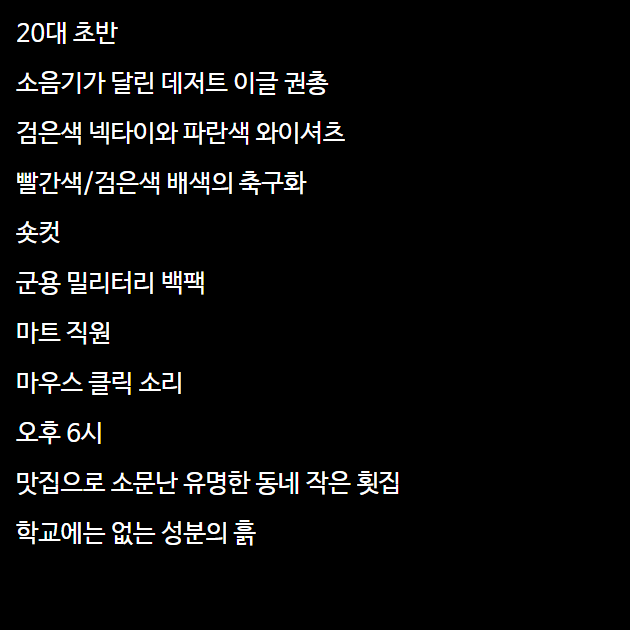 20대 초반
소음기가 달린 데저트 이글 권총
검은색 넥타이와 파란색 와이셔츠
빨간색/검은색 배색의 축구화
숏컷
군용 밀리터리 백팩
마트 직원
마우스 클릭 소리
오후 6시
맛집으로 소문난 유명한 동네 작은 횟집
학교에는 없는 성분의 흙